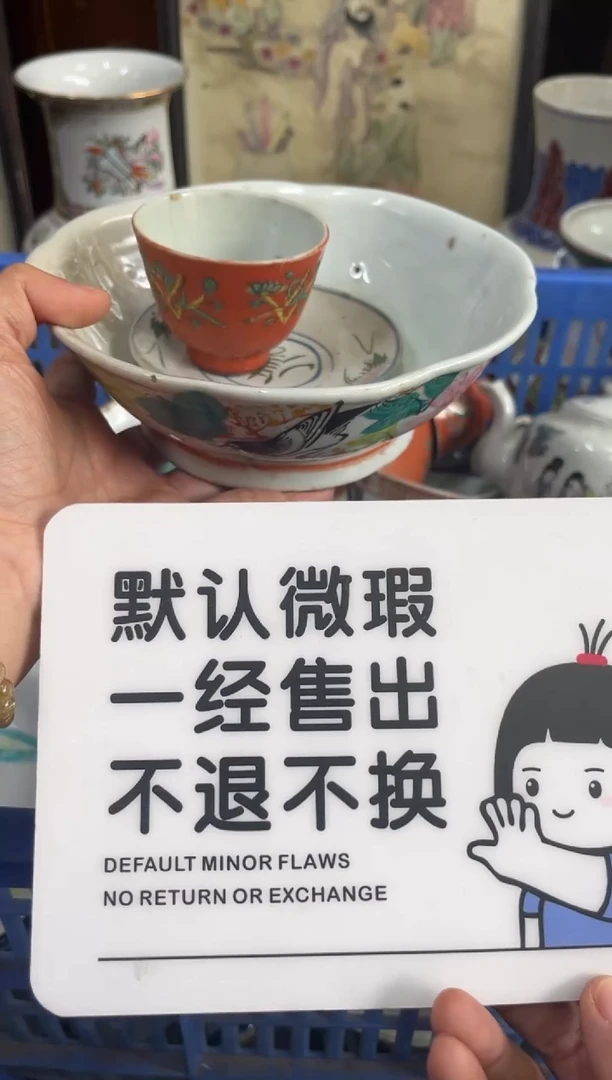 默认微瑕
一经售出
不退不换
DEFAULT MINOR FLAWS
NO RETURN OR EXCHANGE